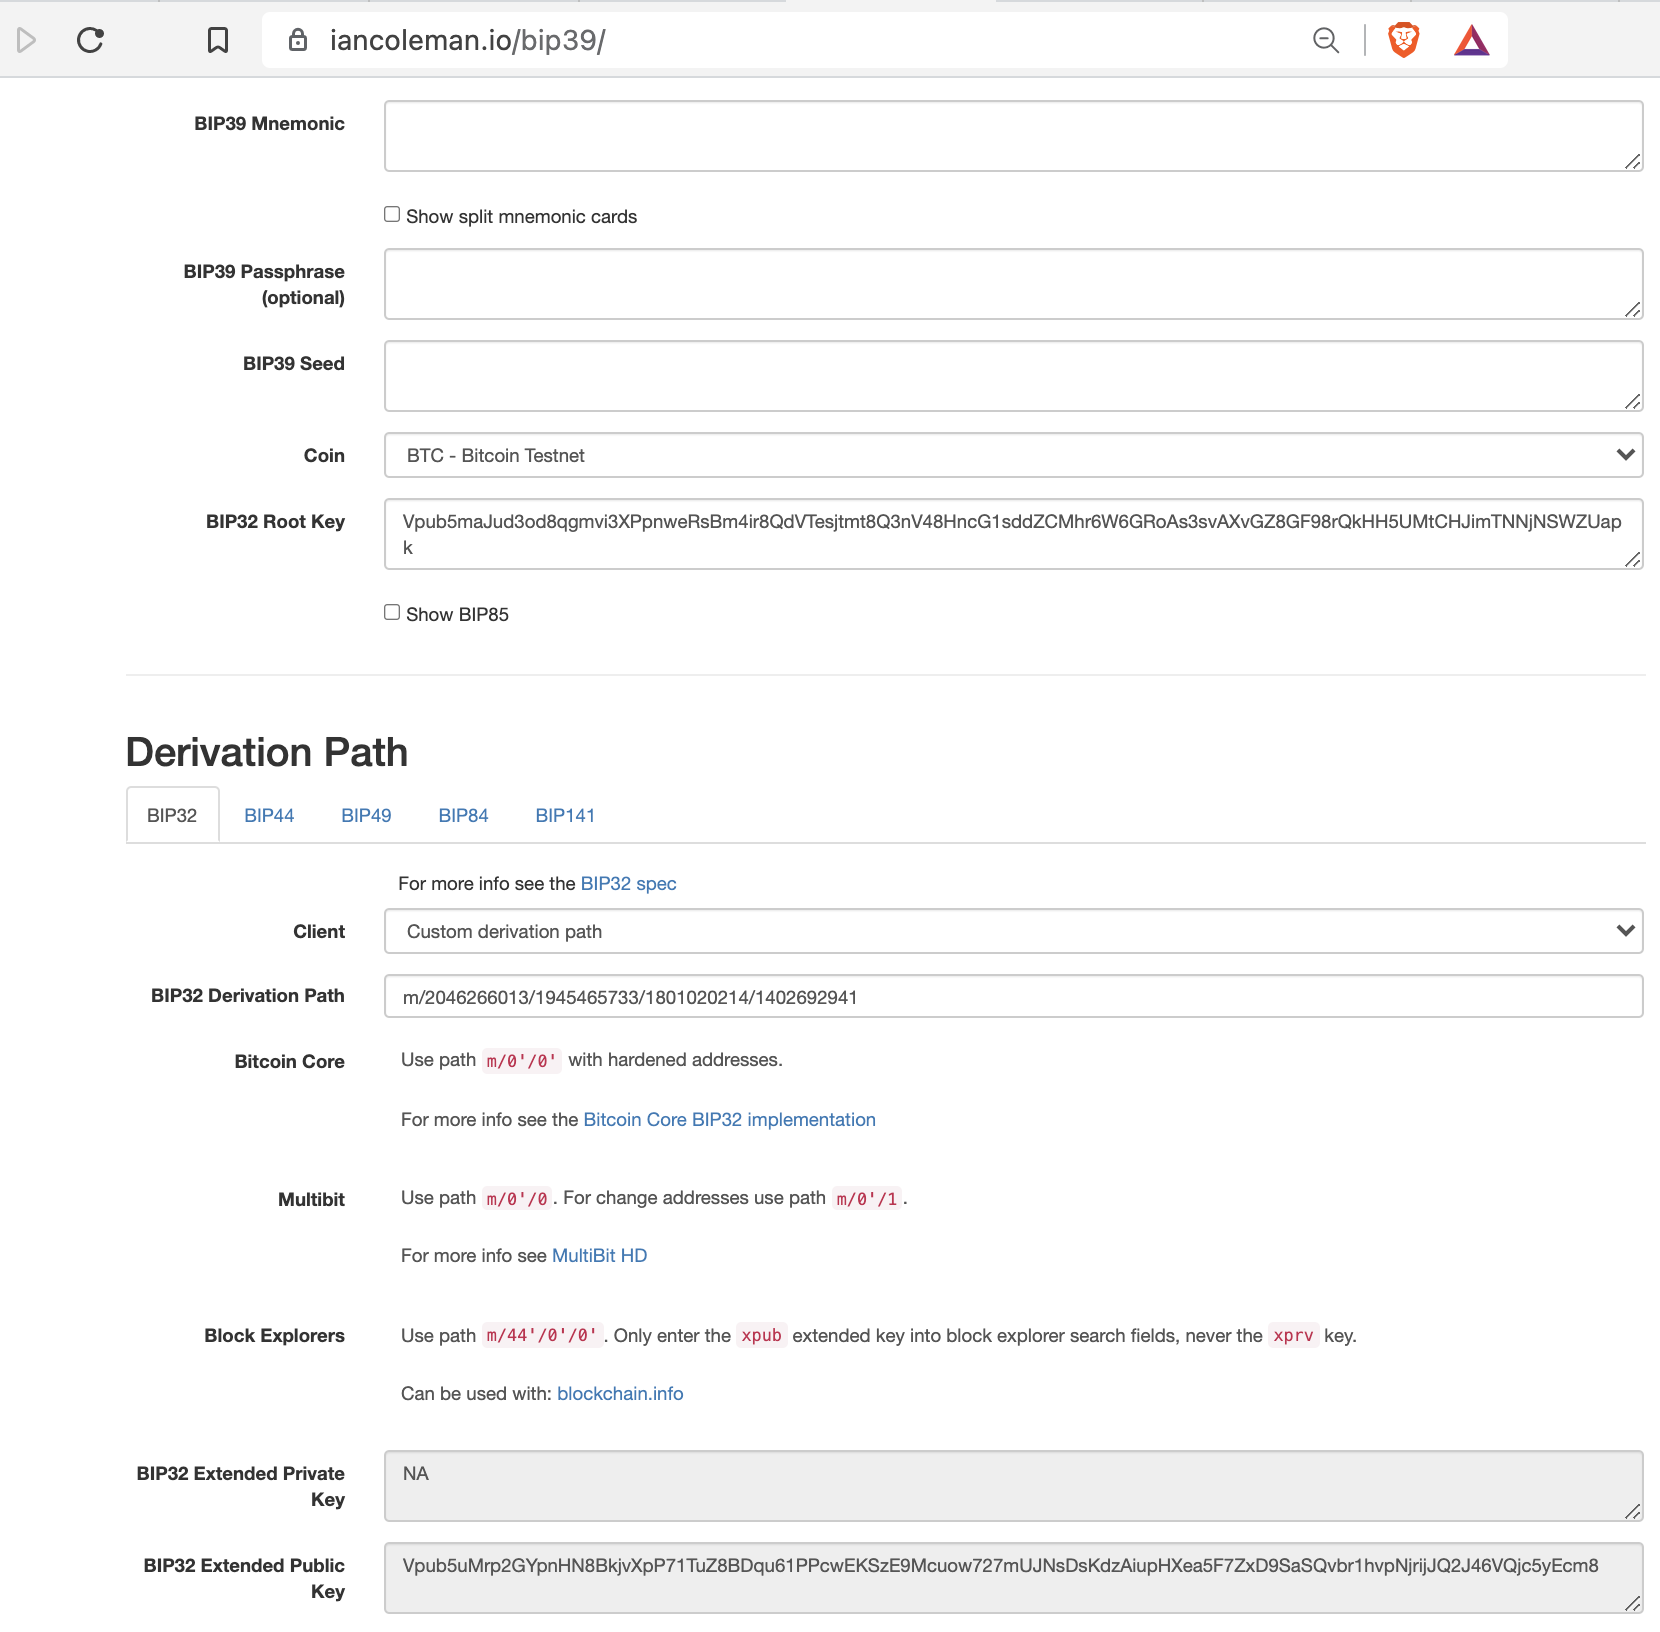 iancoleman.io/bip39/
BIP39 Mnemonic
Show split mnemonic cards
BIP39 Passphrase
(optional)
BIP39 Seed
Coin
BTC - Bitcoin Testnet
BIP32 Root Key
Vpub5maJud3od8qgmvi3XPpnweRsBm4ir8QdVTesjtmt8Q3nV48HncG1sddZCMhr6W6GRoAs3svAXvGZ8GF98rQkHH5UMtCHJimTNNjNSWZUap
k
Show BIP85
Derivation Path
BIP32 BIP44 BIP49 BIP84 BIP141
For more info see the BIP32 spec
Client
Custom derivation path
BIP32 Derivation Path
m/2046266013/1945465733/1801020214/1402692941
Bitcoin Core
Use path m/0'/0' with hardened addresses.
For more info see the Bitcoin Core BIP32 implementation
Multibit
Use path m/0'/0. For change addresses use path m/0'/1.
For more info see MultiBit HD
Block Explorers
Use path m/44'/0'/0'. Only enter the xpub extended key into block explorer search fields, never the xprv key.
Can be used with: blockchain.info
BIP32 Extended Private
Key
NA
BIP32 Extended Public
Key
Vpub5uMrp2GYpnHN8BkjvXpP71TuZ8BDqu61PPcwEKSzE9Mcuow727mUJNsDsKdzAiupHXea5F7ZxD9SaSQvbr1hvpNjrijJQ2J46VQjc5yEcm8